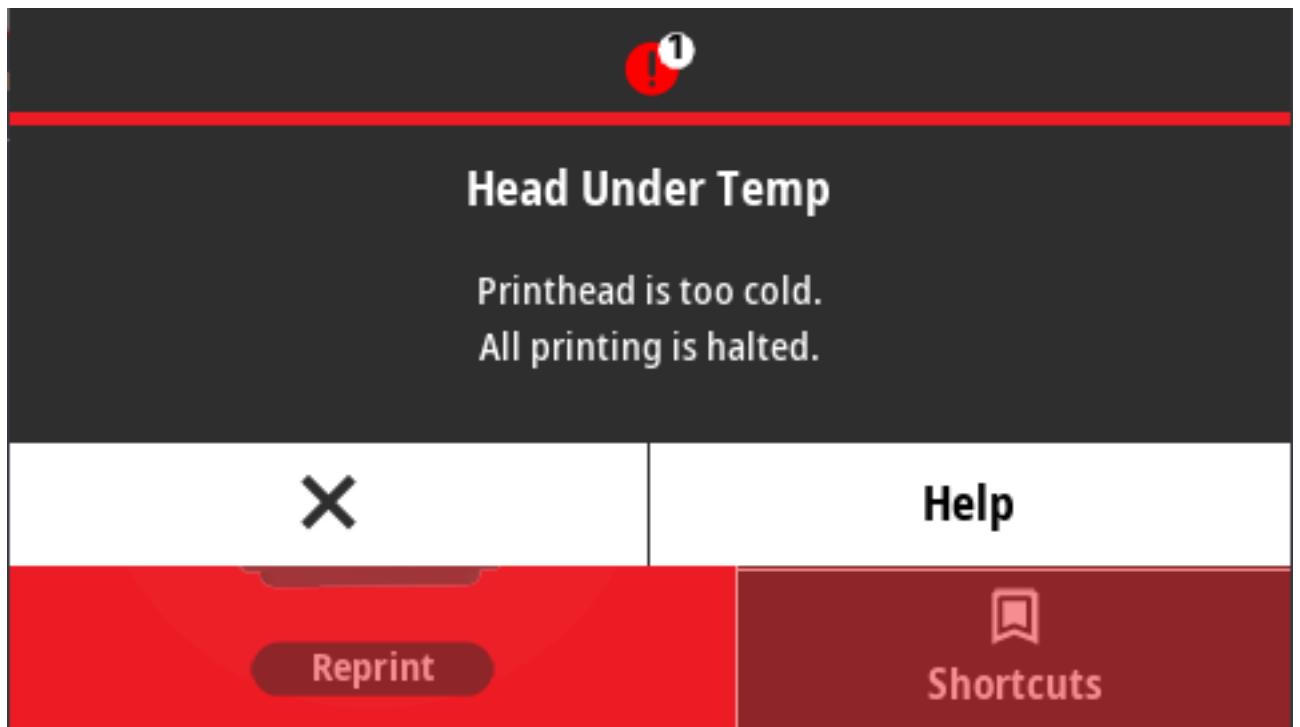 1
Head Under Temp
Printhead is too cold.
All printing is halted.
Help
Reprint
Shortcuts